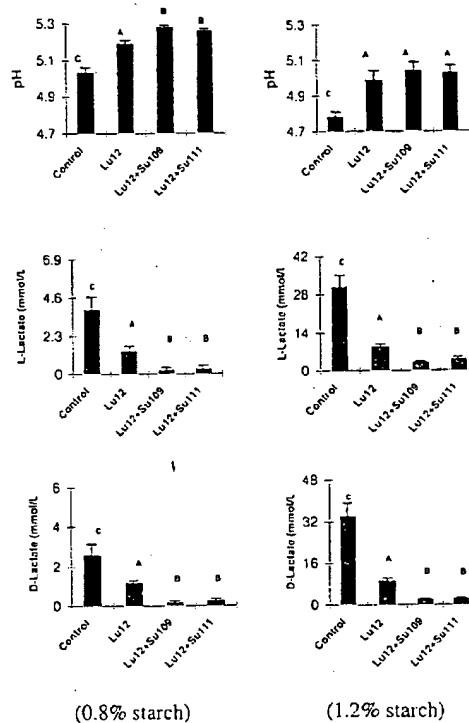 5.3
5.1
4.9
4.7
pH
C
A
B
B
Control
Lu12
Lu12+Su109
Lu12+Su111
5.3
5.1
4.9
4.7
pH
C
A
A
A
Control
Lu12
Lu12+Su109
Lu12+Su111
6.9
4.6
2.3
0
L-Lactate (mmol/L
C
A
B
B
Control
Lu12
Lu12+Su109
Lu12+Su111
42
28
14
0
L-Lactate (mmol/L)
C
A
B
B
Control
Lu12
Lu12+Su109
Lu12+Su111
6
4
2
0
D-Lactate (mmol/L
C
A
B
B
Control
Lu12
Lu12+Su109
Lu12+Su111
48
32
16
0
D-Lactate (mmol/L
C
A
B
B
Control
Lu12
Lu12+Su109
Lu12+Su111
(0.8% starch)
(1.2% starch)